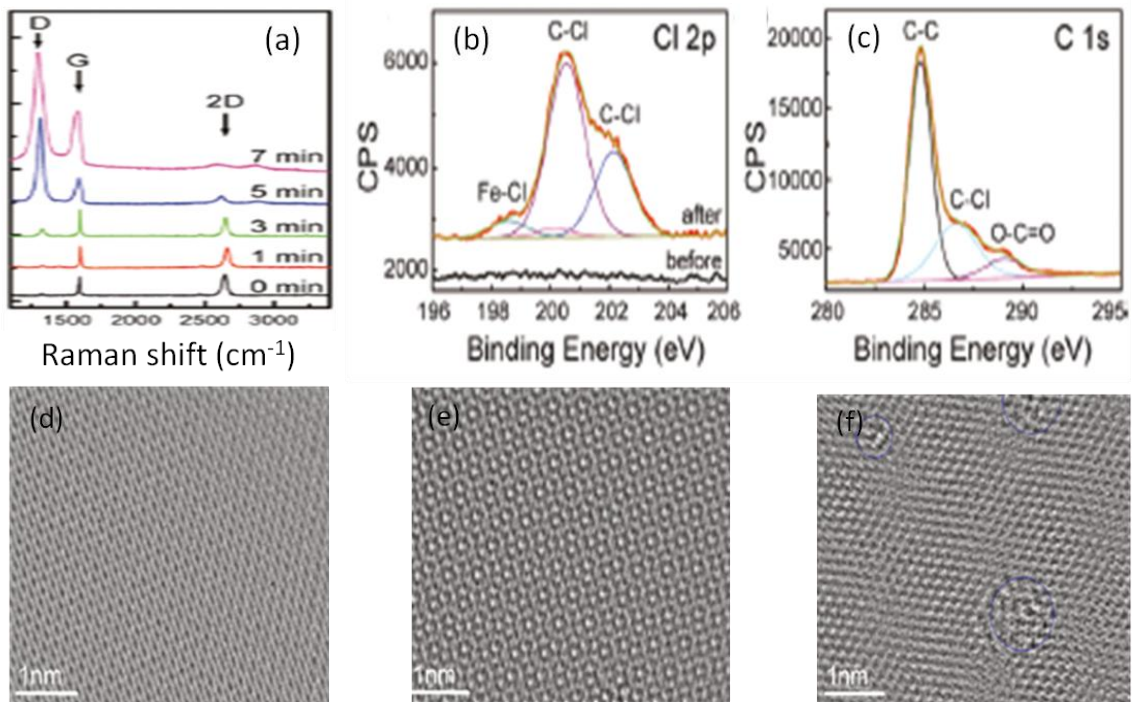 D
(a)
G
2D
7 min
5 min
3 min
1 min
0 min
1500 2000 2500 3000
Raman shift (cm-1)
(b)
C-Cl
Cl 2p
C-Cl
Fe-Cl
after
before
CPS
6000
4000
2000
196 198 200 202 204 206
Binding Energy (eV)
(c)
C-C
C 1s
C-Cl
O-C=O
CPS
20000
15000
10000
5000
280 285 290 295
Binding Energy (eV)
(d)
1nm
(e)
1nm
(f)
1nm